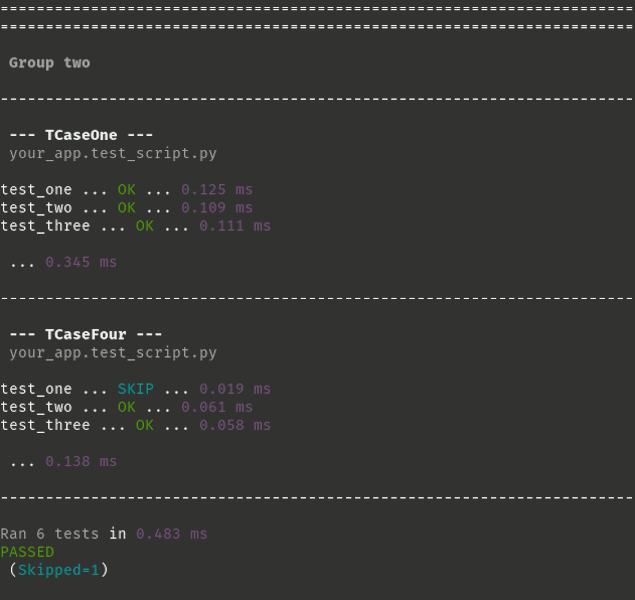 ======================================================================
======================================================================
Group two
----------------------------------------------------------------------
--- TCaseOne ---
your_app.test_script.py
test_one ... OK ... 0.125 ms
test_two ... OK ... 0.109 ms
test_three ... OK ... 0.111 ms
... 0.345 ms
----------------------------------------------------------------------
--- TCaseFour ---
your_app.test_script.py
test_one ... SKIP ... 0.019 ms
test_two ... OK ... 0.061 ms
test_three ... OK ... 0.058 ms
... 0.138 ms
----------------------------------------------------------------------
Ran 6 tests in 0.483 ms
PASSED
(Skipped=1)